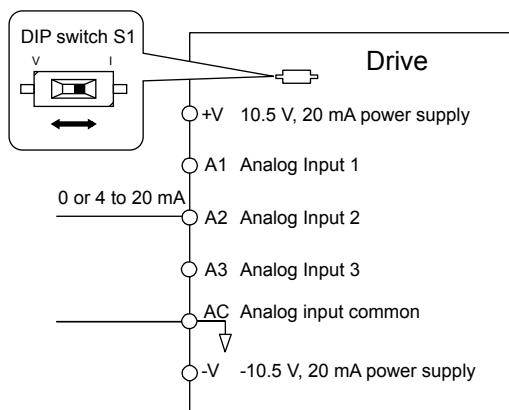 DIP switch S1
V I
Drive
+V 10.5 V, 20 mA power supply
A1 Analog Input 1
0 or 4 to 20 mA
A2 Analog Input 2
A3 Analog Input 3
AC Analog input common
-V -10.5 V, 20 mA power supply